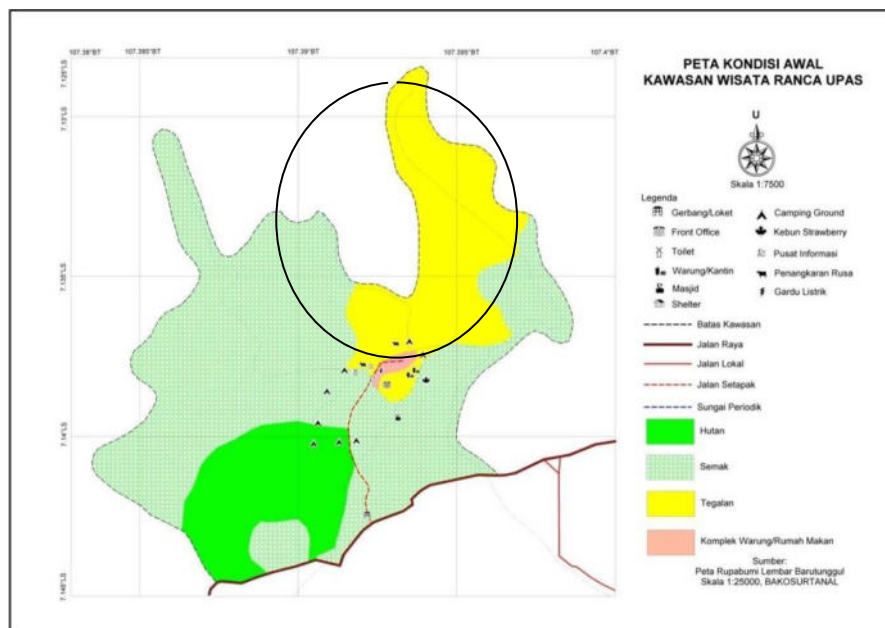 107.38°BT 107.385°BT 107.39°BT 107.395°BT 107.4°BT
7.125°LS
7.13°LS
7.135°LS
7.14°LS
7.145°LS
PETA KONDISI AWAL
KAWASAN WISATA RANCA UPAS
U
Skala 1:7500
Legenda
Gerbang/Loket
Front Office
Toilet
Warung/Kantin
Masjid
Shelter
Camping Ground
Kebun Strawberry
Pusat Informasi
Penangkaran Rusa
Gardu Listrik
Batas Kawasan
Jalan Raya
Jalan Lokal
Jalan Setapak
Sungai Periodik
Hutan
Semak
Tegalan
Komplek Warung/Rumah Makan
Sumber:
Peta Rupabumi Lembar Barutunggul
Skala 1:25000, BAKOSURTANAL